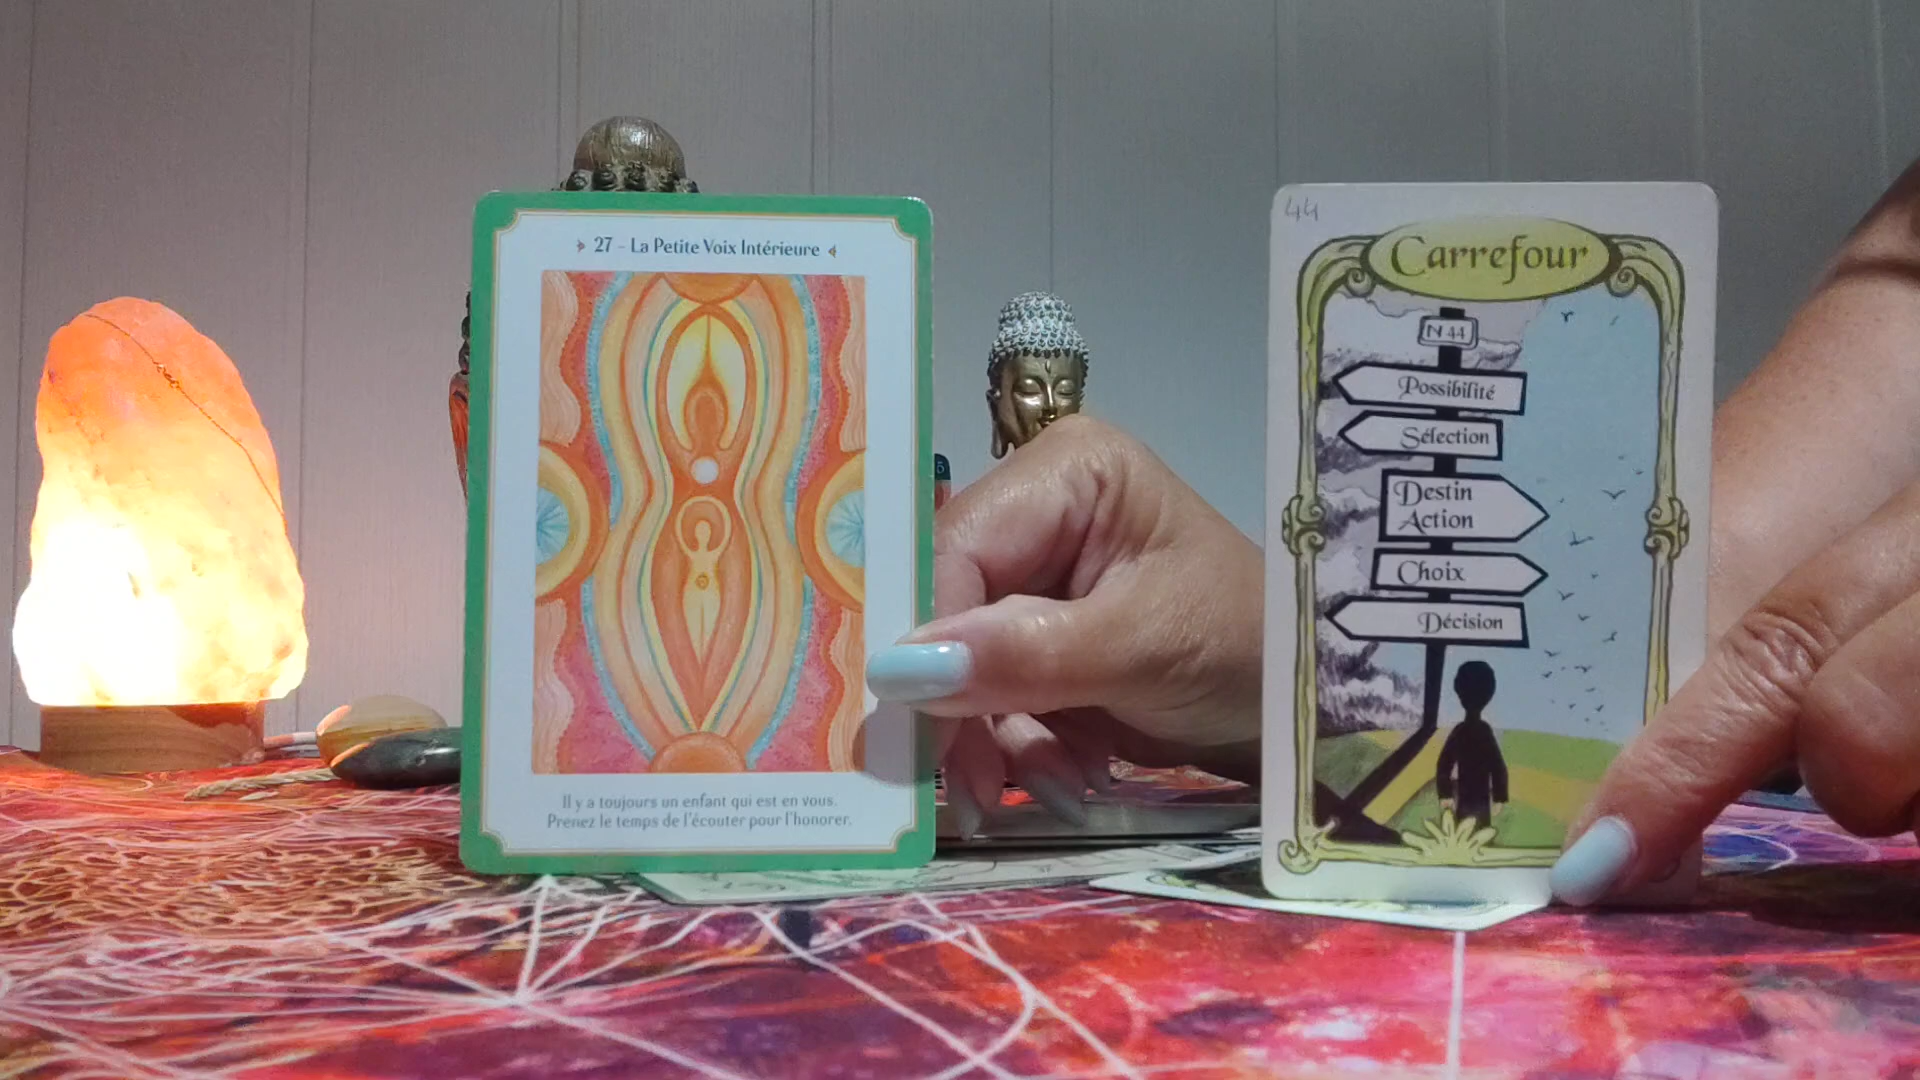 27 - La Petite Voix Intérieure
Il y a toujours un enfant qui est en vous.
Prenez le temps de l'écouter pour l'honorer.
5
44
Carrefour
N 44
Possibilité
Sélection
Destin
Action
Choix
Décision